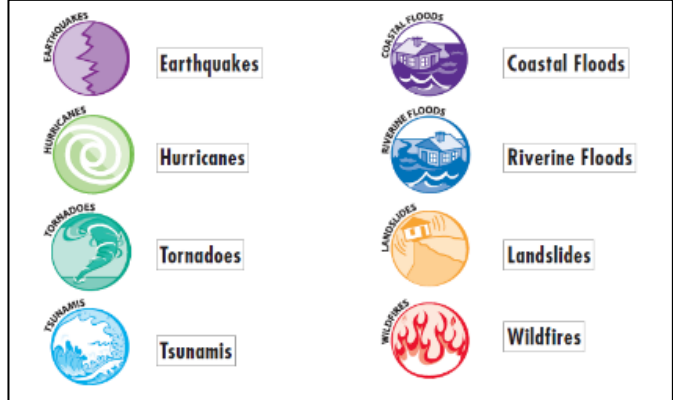 EARTHQUAKES
Earthquakes
COASTAL FLOODS
Coastal Floods
HURRICANES
Hurricanes
RIVERINE FLOODS
Riverine Floods
TORNADOES
Tornadoes
LANDSLIDES
Landslides
TSUNAMIS
Tsunamis
WILDFIRES
Wildfires